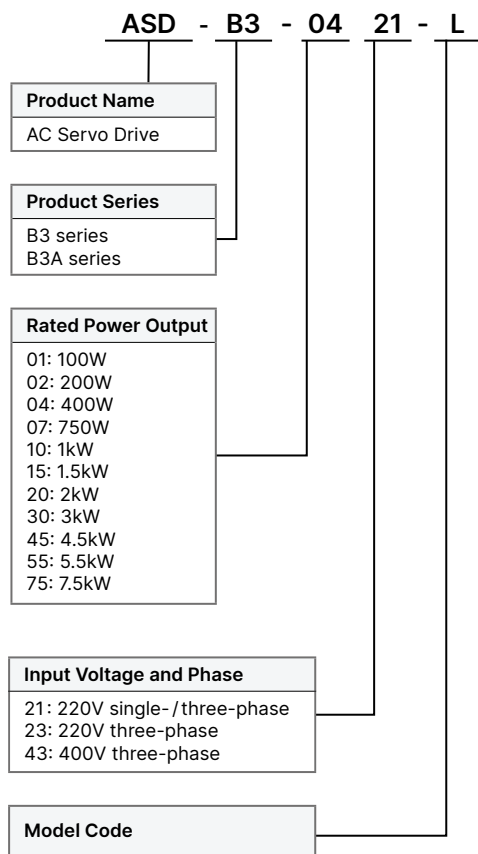 ASD - B3 - 04 21 - L
Product Name
AC Servo Drive
Product Series
B3 series
B3A series
Rated Power Output
01: 100W
02: 200W
04: 400W
07: 750W
10: 1kW
15: 1.5kW
20: 2kW
30: 3kW
45: 4.5kW
55: 5.5kW
75: 7.5kW
Input Voltage and Phase
21: 220V single-/three-phase
23: 220V three-phase
43: 400V three-phase
Model Code